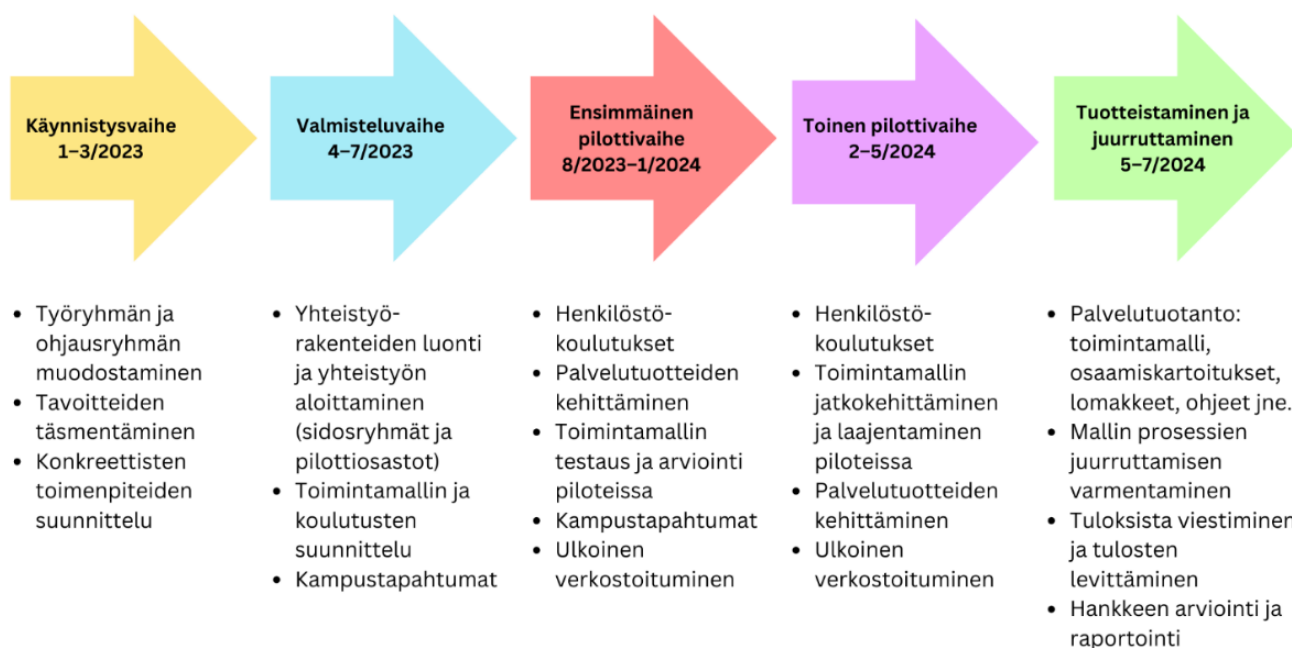 Käynnistysvaihe
1–3/2023
Valmisteluvaihe
4–7/2023
Ensimmäinen
pilottivaihe
8/2023–1/2024
Toinen pilottivaihe
2–5/2024
Tuotteistaminen ja
juurruttaminen
5–7/2024
• Työryhmän ja
ohjausryhmän
muodostaminen
• Tavoitteiden
täsmentäminen
• Konkreettisten
toimenpiteiden
suunnittelu
• Yhteistyö-
rakenteiden luonti
ja yhteistyön
aloittaminen
(sidosryhmät ja
pilottiosastot)
• Toimintamallin ja
koulutusten
suunnittelu
• Kampustapahtumat
• Henkilöstö-
koulutukset
• Palvelutuotteiden
kehittäminen
• Toimintamallin
testaus ja arviointi
piloteissa
• Kampustapahtumat
• Ulkoinen
verkostoituminen
• Henkilöstö-
koulutukset
• Toimintamallin
jatkokehittäminen
ja laajentaminen
piloteissa
• Palvelutuotteiden
kehittäminen
• Ulkoinen
verkostoituminen
• Palvelutuotanto:
toimintamalli,
osaamiskartoitukset,
lomakkeet, ohjeet jne.
• Mallin prosessien
juurruttamisen
varmentaminen
• Tuloksista viestiminen
ja tulosten
levittäminen
• Hankkeen arviointi ja
raportointi